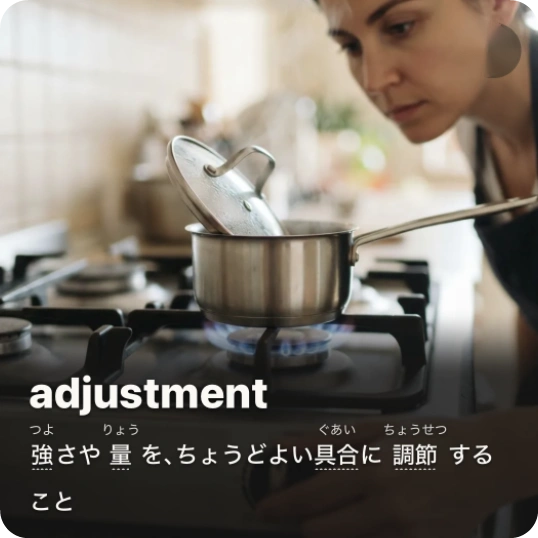 adjustment
つよ りょう ぐあい ちょうせつ
強さや 量 を、ちょうどよい具合に 調節 する
こと